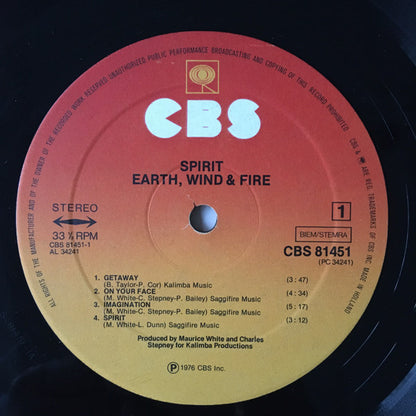 ALL RIGHTS OF THE MANUFACTURER AND OF THE OWNER OF THE RECORDED WORK RESERVED UNAUTHORIZED PUBLIC PERFORMANCE BROADCASTING AND COPYING OF THIS RECORD PROHIBITED
CBS & ARE REG. TRADEMARKS OF CBS INC. MADE IN HOLLAND
CBS
SPIRIT
EARTH, WIND & FIRE
STEREO
33 ⅓ RPM
CBS 81451-1
AL 34241
1
BIEM/STEMRA
CBS 81451
(PC 34241)
1. GETAWAY (3:47)
(B. Taylor-P. Cor) Kalimba Music
2. ON YOUR FACE (4:34)
(M. White-C. Stepney-P. Bailey) Saggifire Music
3. IMAGINATION (5:17)
(M. White-C. Stepney-P. Bailey) Saggifire Music
4. SPIRIT (3:12)
(M. White-L. Dunn) Saggifire Music
Produced by Maurice White and Charles
Stepney for Kalimba Productions
℗ 1976 CBS Inc.